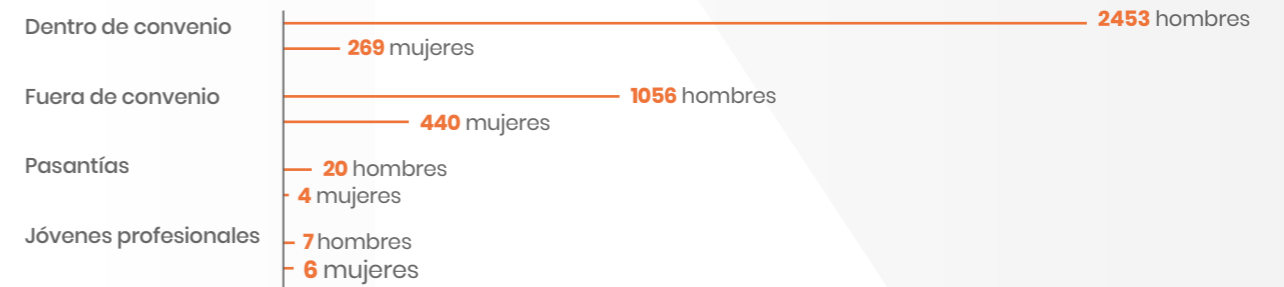 Dentro de convenio
2453 hombres
269 mujeres
Fuera de convenio
1056 hombres
440 mujeres
Pasantías
20 hombres
4 mujeres
Jóvenes profesionales
7 hombres
6 mujeres